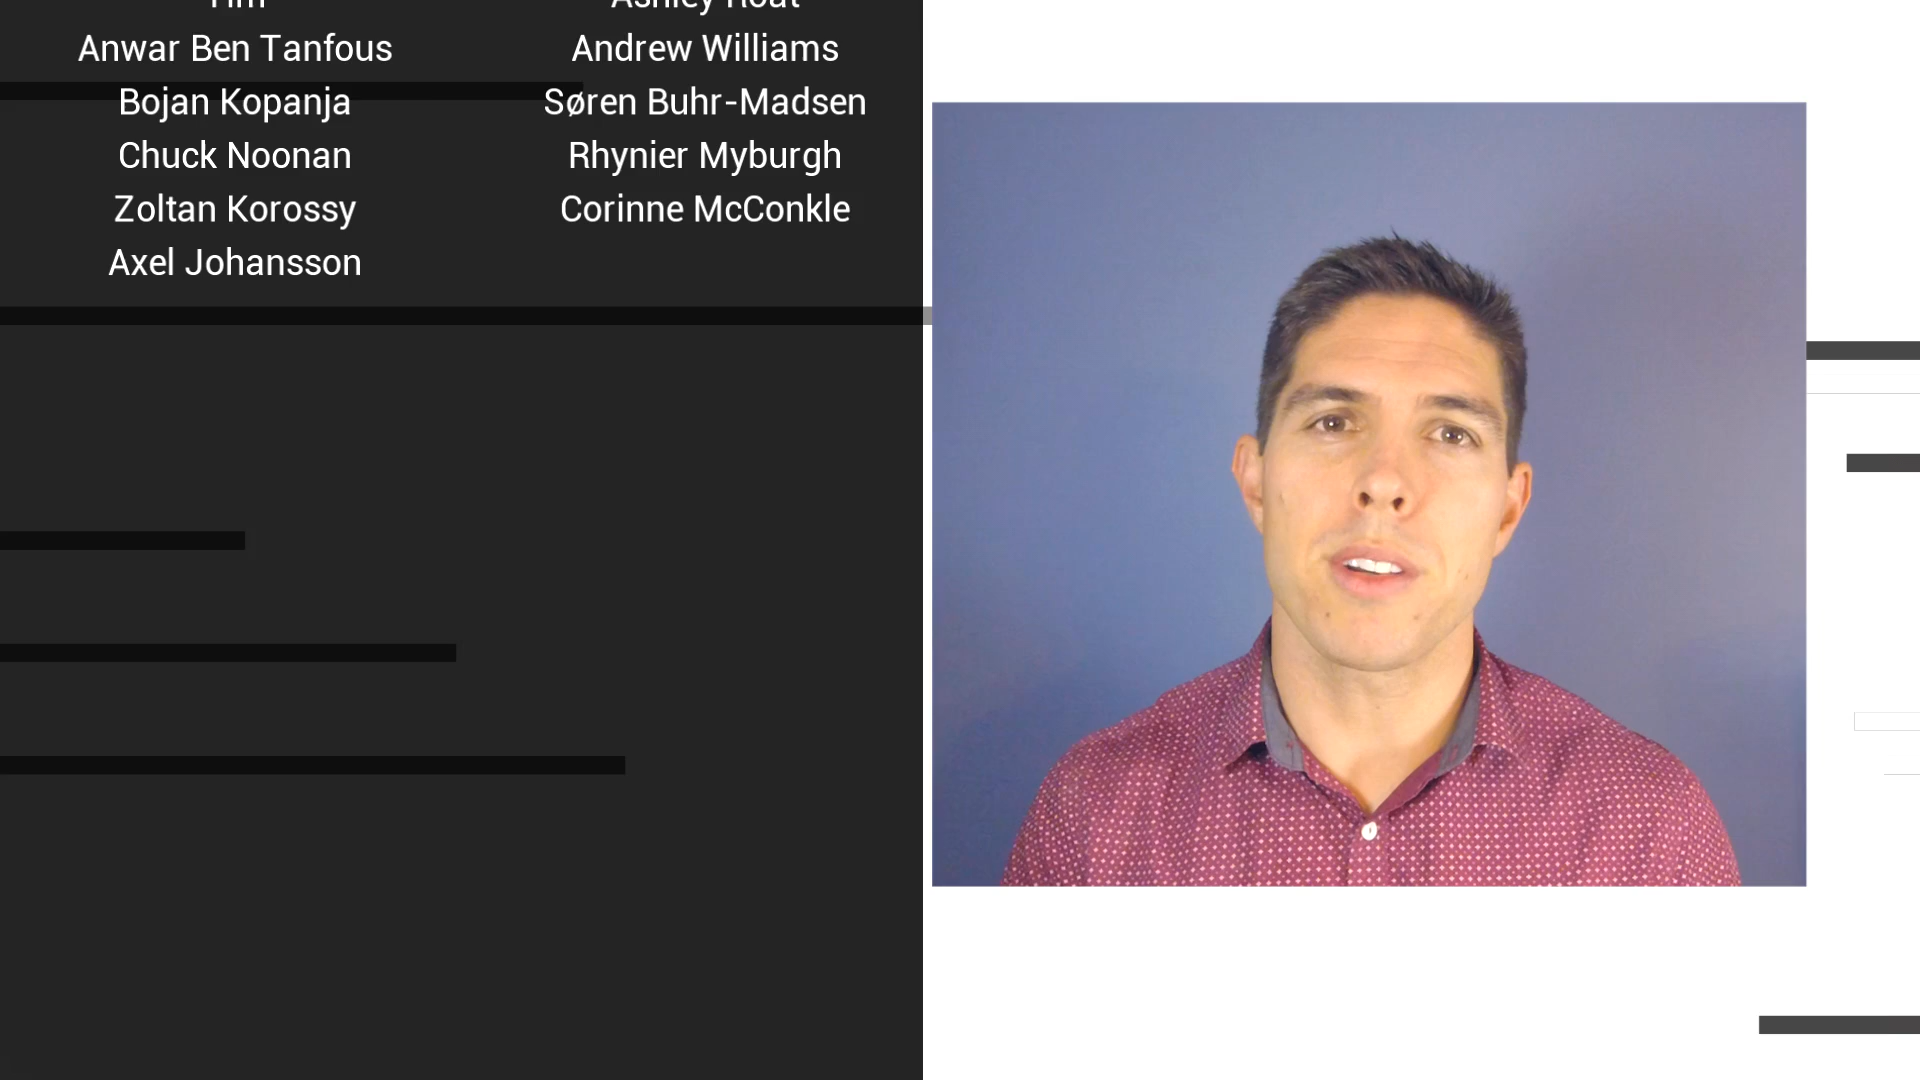 Anwar Ben Tanfous
Bojan Kopanja
Chuck Noonan
Zoltan Korossy
Axel Johansson
Andrew Williams
Søren Buhr-Madsen
Rhynier Myburgh
Corinne McConkle